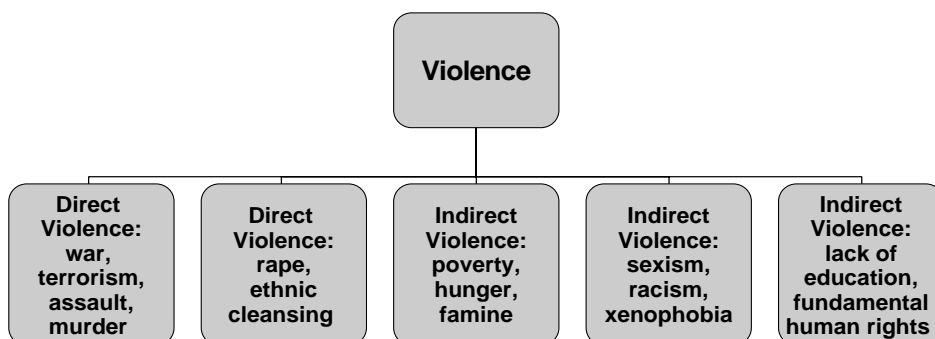 Violence
Direct
Violence:
war,
terrorism,
assault,
murder
Direct
Violence:
rape,
ethnic
cleansing
Indirect
Violence:
poverty,
hunger,
famine
Indirect
Violence:
sexism,
racism,
xenophobia
Indirect
Violence:
lack of
education,
fundamental
human rights